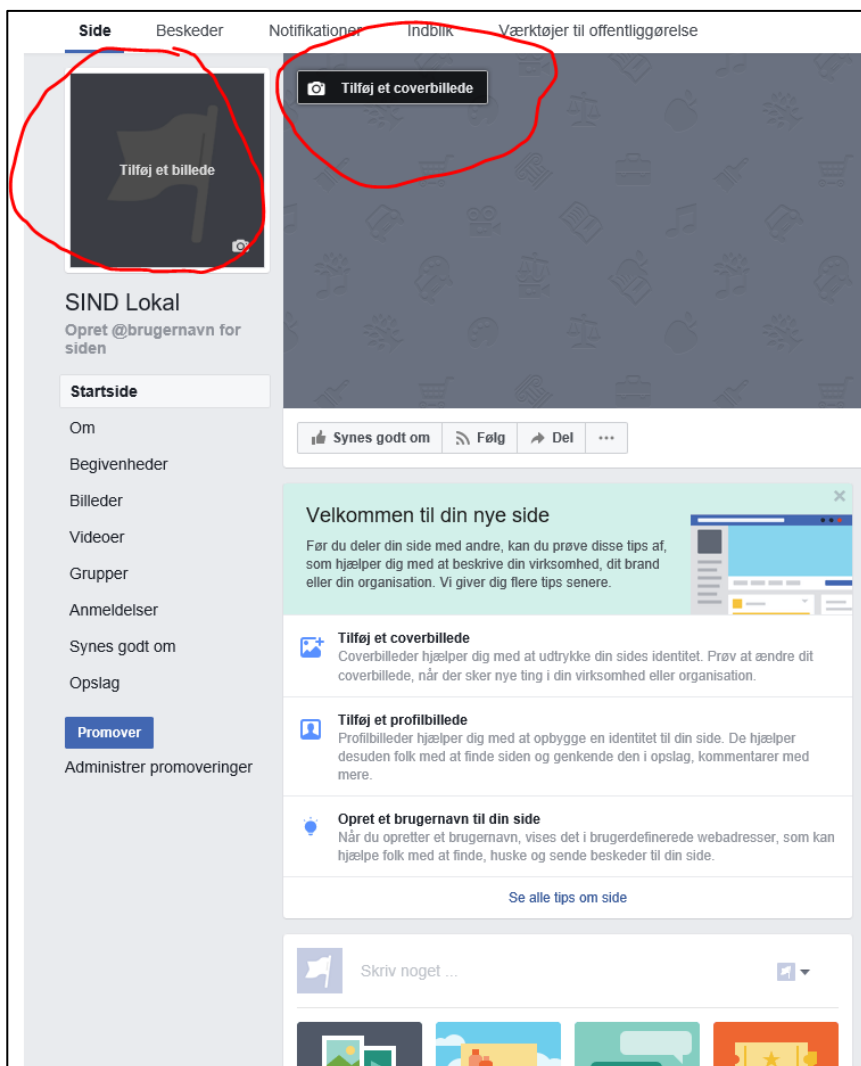 Side Beskeder Notifikationer Indblik Værktøjer til offentliggørelse
Tilføj et billede
Tilføj et coverbillede
SIND Lokal
Opret @brugernavn for
siden
Startside
Om
Begivenheder
Billeder
Videoer
Grupper
Anmeldelser
Synes godt om
Opslag
Promover
Administrer promoveringer
Synes godt om Følg Del ···
Velkommen til din nye side
Før du deler din side med andre, kan du prøve disse tips af,
som hjælper dig med at beskrive din virksomhed, dit brand
eller din organisation. Vi giver dig flere tips senere.
Tilføj et coverbillede
Coverbilleder hjælper dig med at udtrykke din sides identitet. Prøv at ændre dit
coverbillede, når der sker nye ting i din virksomhed eller organisation.
Tilføj et profilbillede
Profilbilleder hjælper dig med at opbygge en identitet til din side. De hjælper
desuden folk med at finde siden og genkende den i opslag, kommentarer med
mere.
Opret et brugernavn til din side
Når du opretter et brugernavn, vises det i brugerdefinerede webadresser, som kan
hjælpe folk med at finde, huske og sende beskeder til din side.
Se alle tips om side
Skriv noget ...